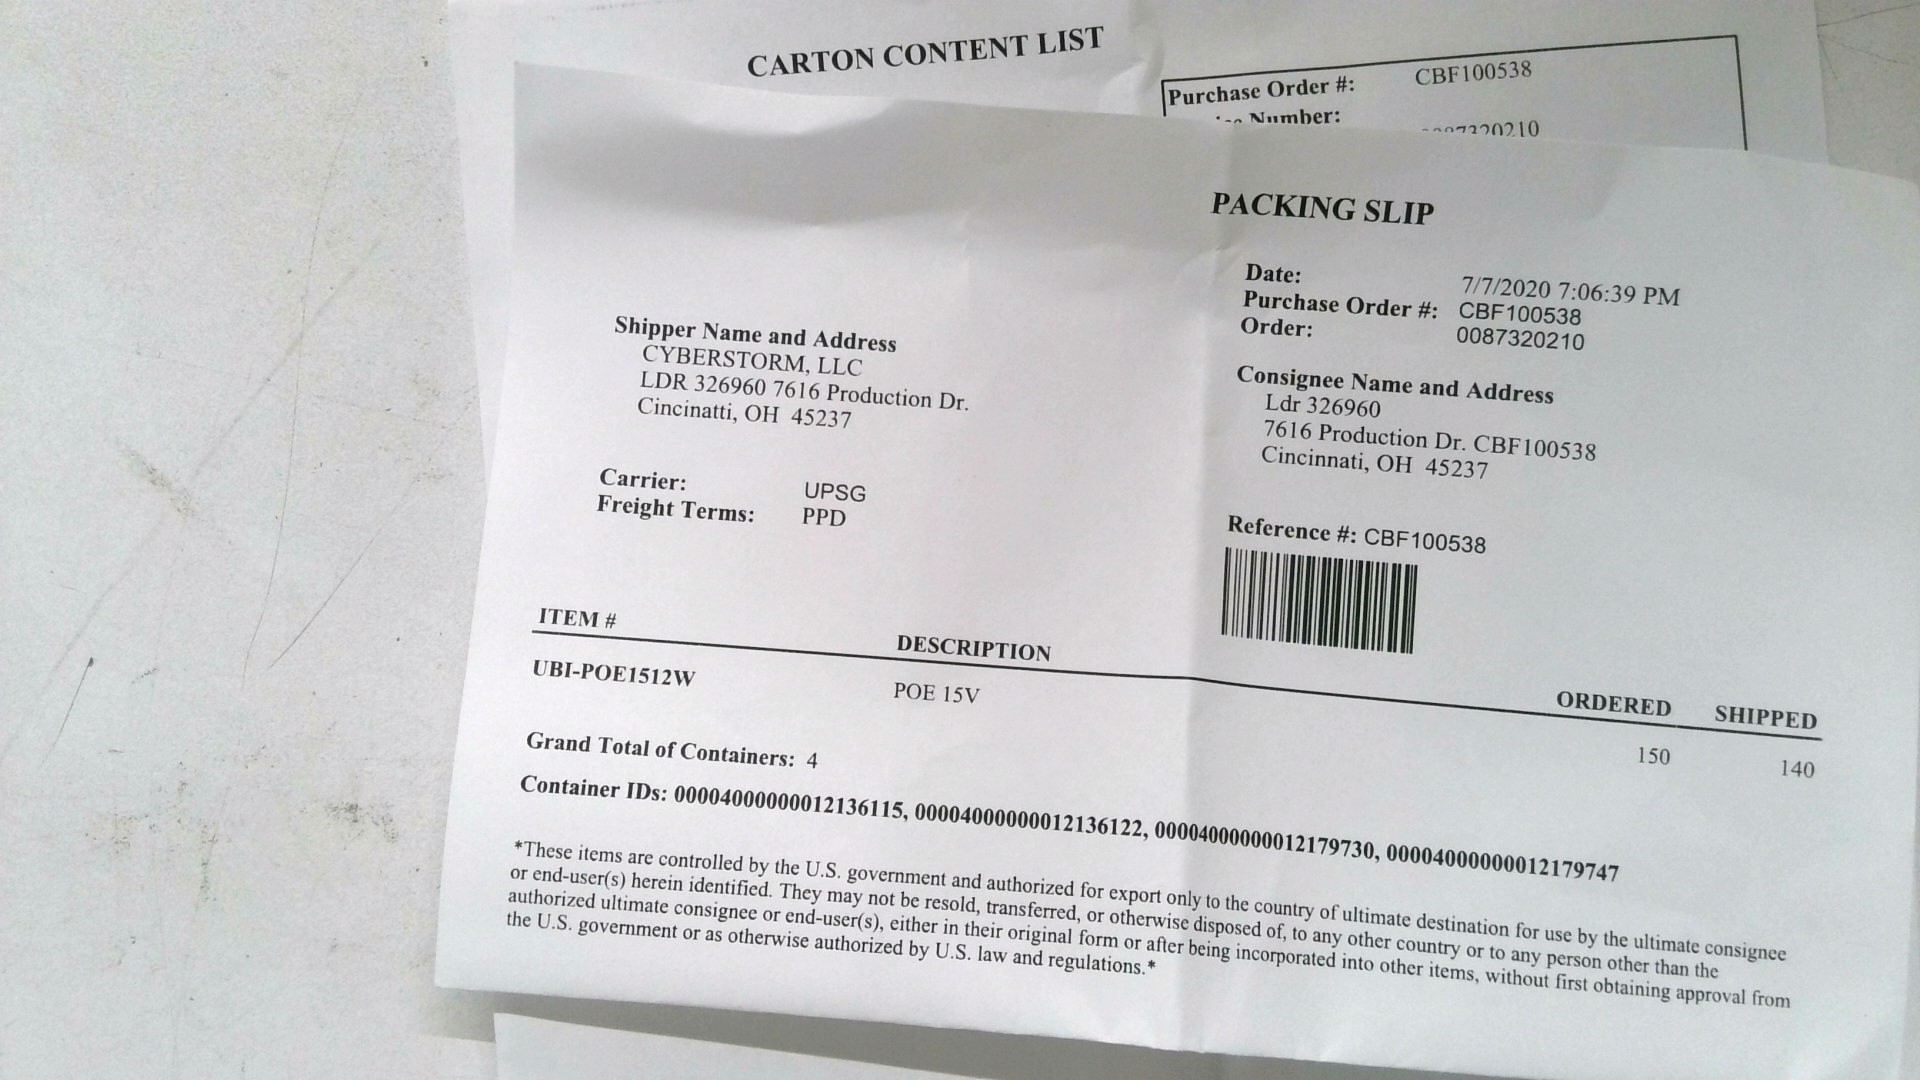 CARTON CONTENT LIST
Purchase Order #: CBF100538
Number:
7320210
PACKING SLIP
Date: 7/7/2020 7:06:39 PM
Purchase Order #: CBF100538
Order: 0087320210
Shipper Name and Address
CYBERSTORM, LLC
LDR 326960 7616 Production Dr.
Cincinatti, OH 45237
Consignee Name and Address
Ldr 326960
7616 Production Dr. CBF100538
Cincinnati, OH 45237
Carrier: UPSG
Freight Terms: PPD
Reference #: CBF100538
ITEM # DESCRIPTION ORDERED SHIPPED
UBI-POE1512W POE 15V 150 140
Grand Total of Containers: 4
Container IDs: 00004000000012136115, 00004000000012136122, 00004000000012179730, 00004000000012179747
*These items are controlled by the U.S. government and authorized for export only to the country of ultimate destination for use by the ultimate consignee
or end-user(s) herein identified. They may not be resold, transferred, or otherwise disposed of, to any other country or to any person other than the
authorized ultimate consignee or end-user(s), either in their original form or after being incorporated into other items, without first obtaining approval from
the U.S. government or as otherwise authorized by U.S. law and regulations.*